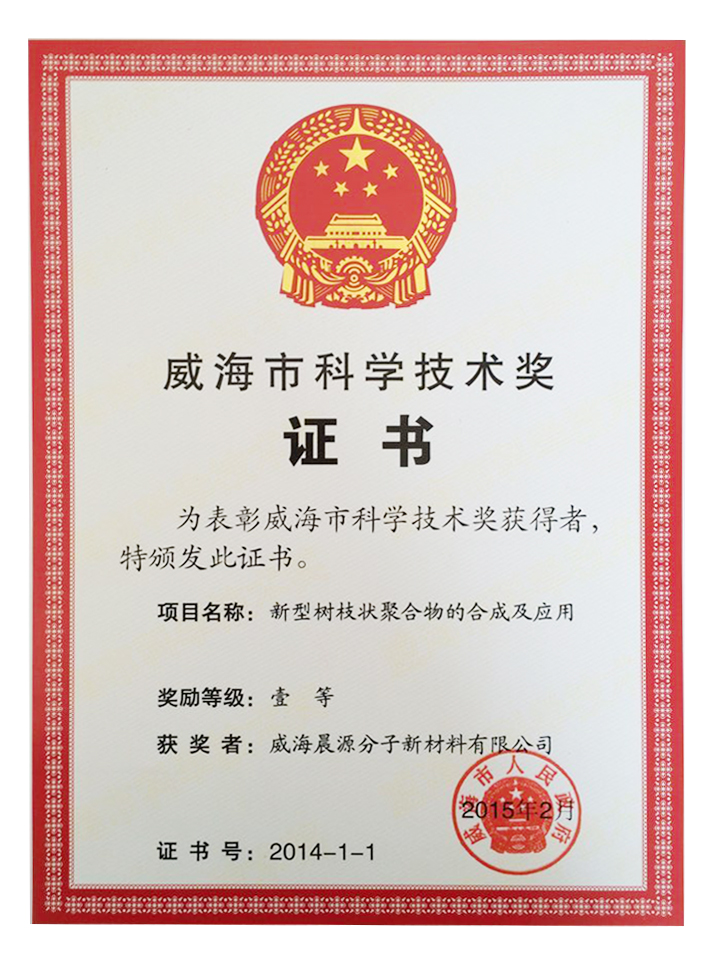 威海市科学技术奖
证书
为表彰威海市科学技术奖获得者，
特颁发此证书。
项目名称：新型树枝状聚合物的合成及应用
奖励等级：壹 等
获 奖 者：威海晨源分子新材料有限公司
威海市人民政府
2015年2月
证 书 号：2014-1-1